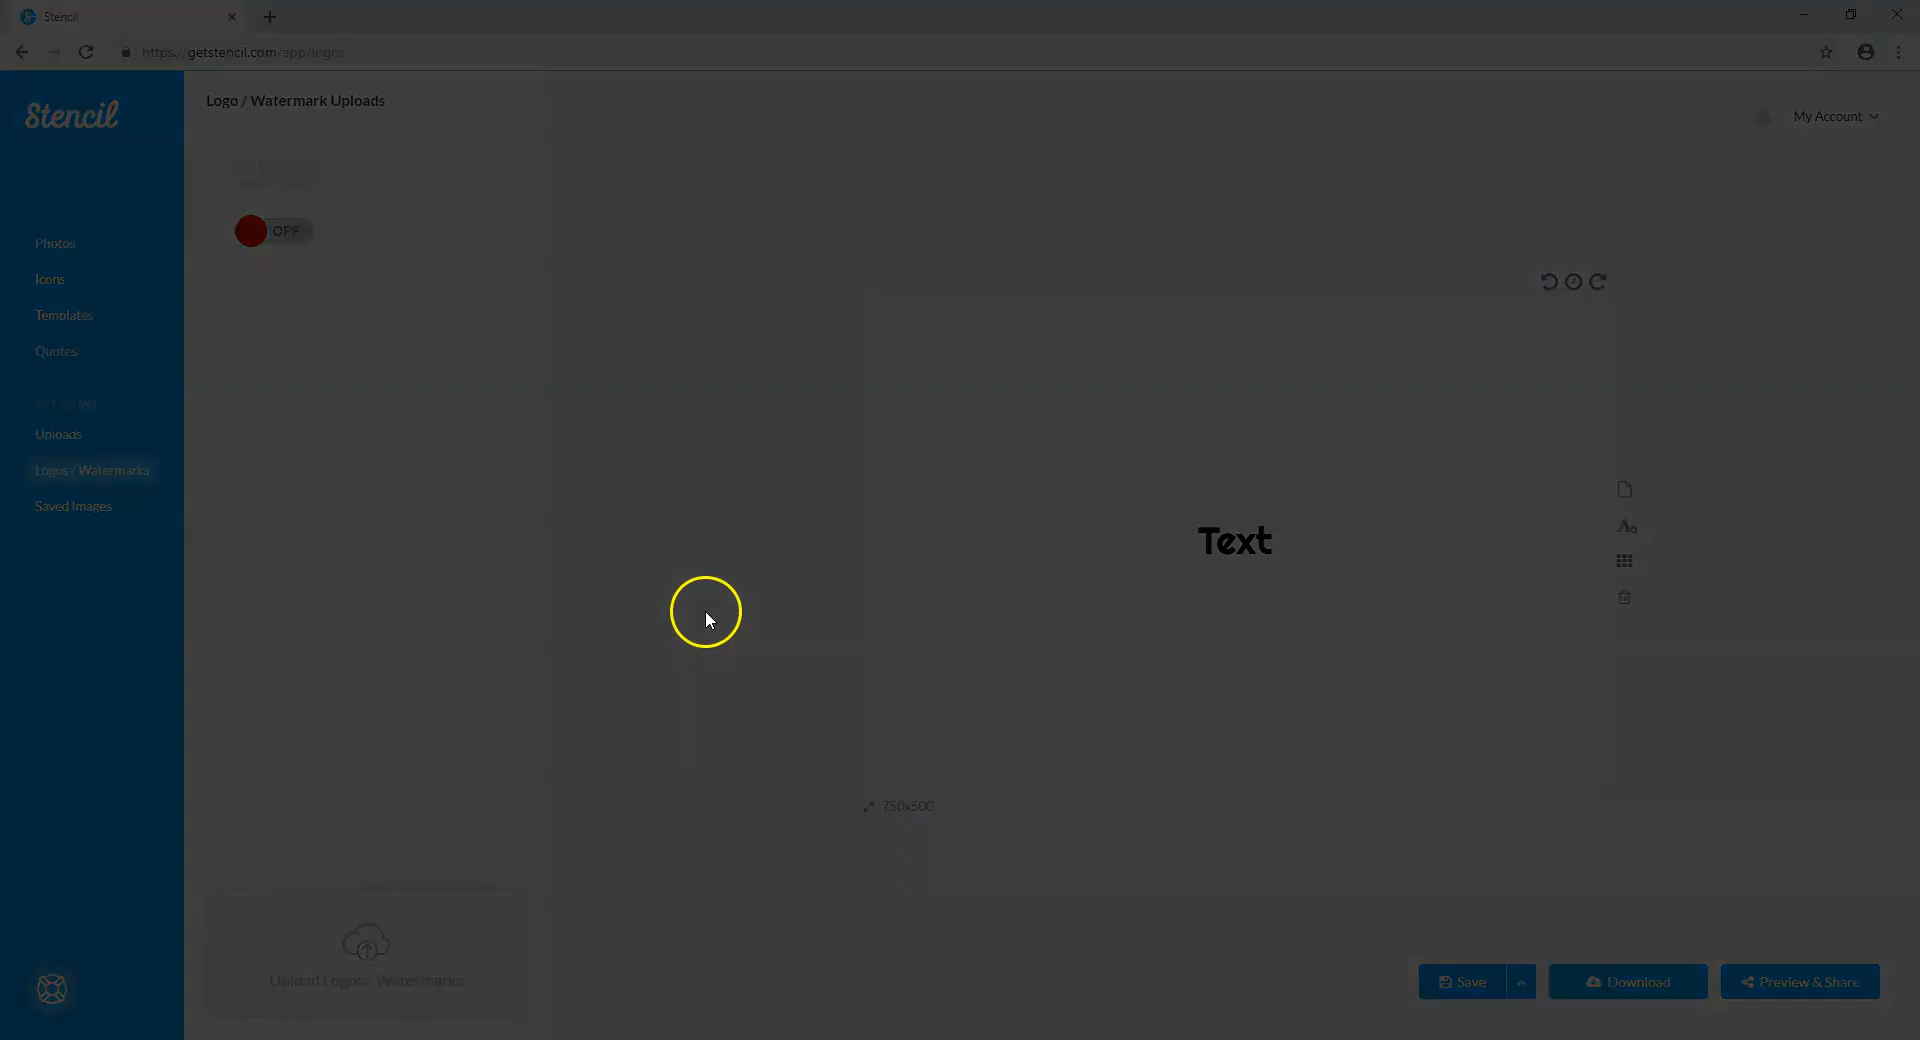 Stencil
https://getstencil.com/app/logos
Stencil
Logo / Watermark Uploads
My Account
OFF
Photos
Icons
Templates
Quotes
Uploads
Logos / Watermarks
Saved Images
Text
750x500
Upload Logos / Watermarks
Save
Download
Preview & Share